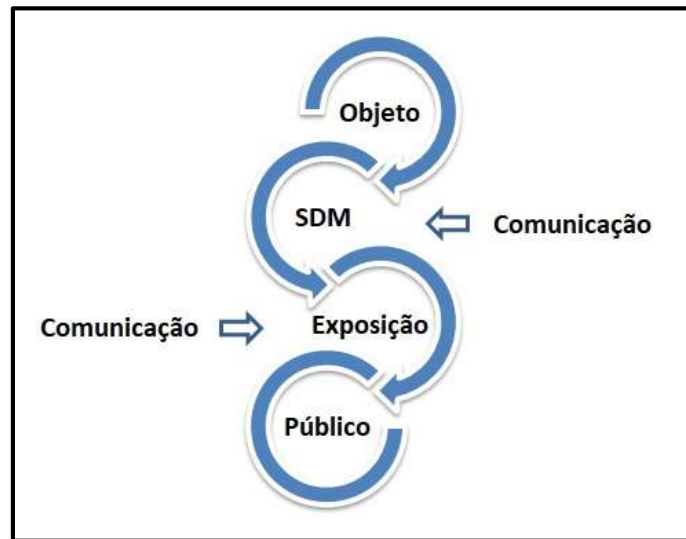 Objeto
SDM
Comunicação
Comunicação
Exposição
Público